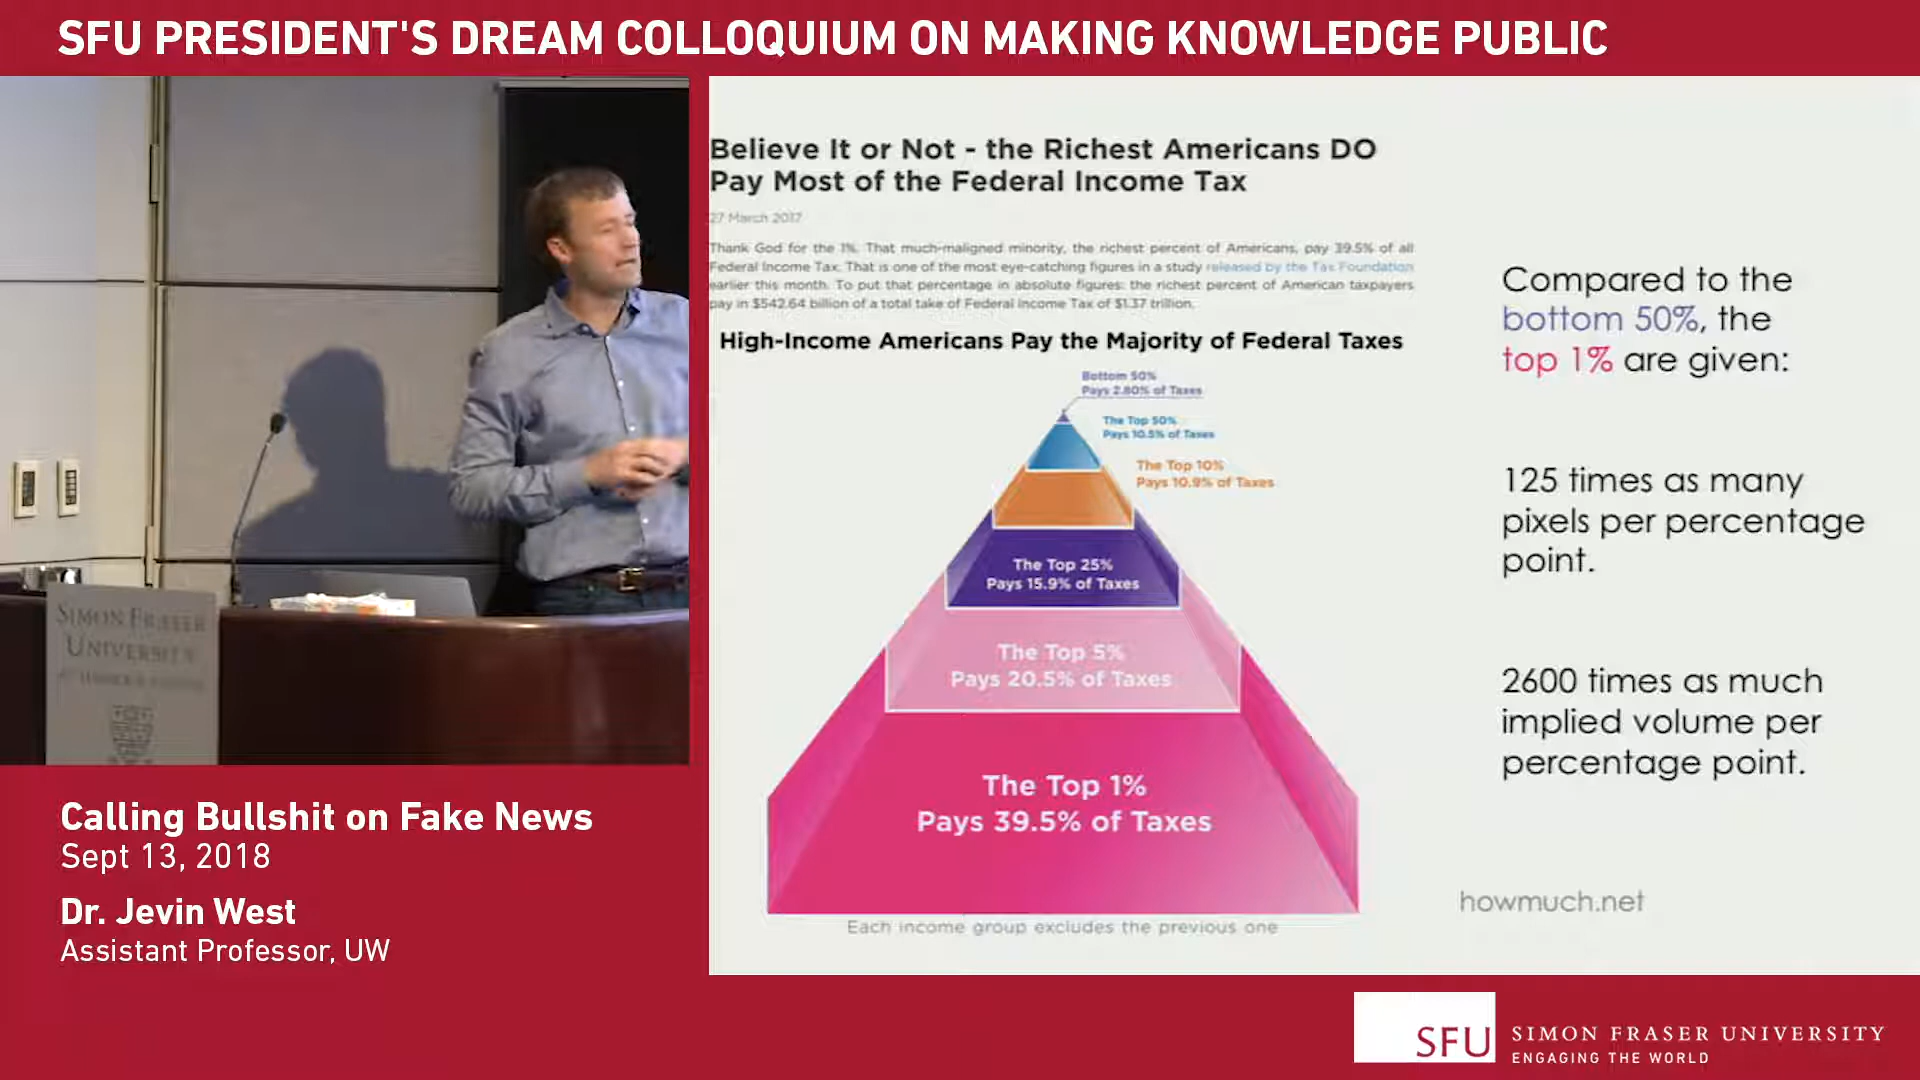 SFU PRESIDENT'S DREAM COLLOQUIUM ON MAKING KNOWLEDGE PUBLIC
SIMON FRASER
UNIVERSITY
Calling Bullshit on Fake News
Sept 13, 2018
Dr. Jevin West
Assistant Professor, UW
Believe It or Not - the Richest Americans DO
Pay Most of the Federal Income Tax
27 March 2017
Thank God for the 1%. That much-maligned minority, the richest percent of Americans, pay 39.5% of all
Federal Income Tax. That is one of the most eye-catching figures in a study released by the Tax Foundation
earlier this month. To put that percentage in absolute figures: the richest percent of American taxpayers
pay in $542.64 billion of a total take of Federal Income Tax of $1.37 trillion.
High-Income Americans Pay the Majority of Federal Taxes
Bottom 50%
Pays 2.80% of Taxes
The Top 50%
Pays 10.5% of Taxes
The Top 10%
Pays 10.9% of Taxes
The Top 25%
Pays 15.9% of Taxes
The Top 5%
Pays 20.5% of Taxes
The Top 1%
Pays 39.5% of Taxes
Each income group excludes the previous one
Compared to the
bottom 50%, the
top 1% are given:
125 times as many
pixels per percentage
point.
2600 times as much
implied volume per
percentage point.
howmuch.net
SFU
SIMON FRASER UNIVERSITY
ENGAGING THE WORLD